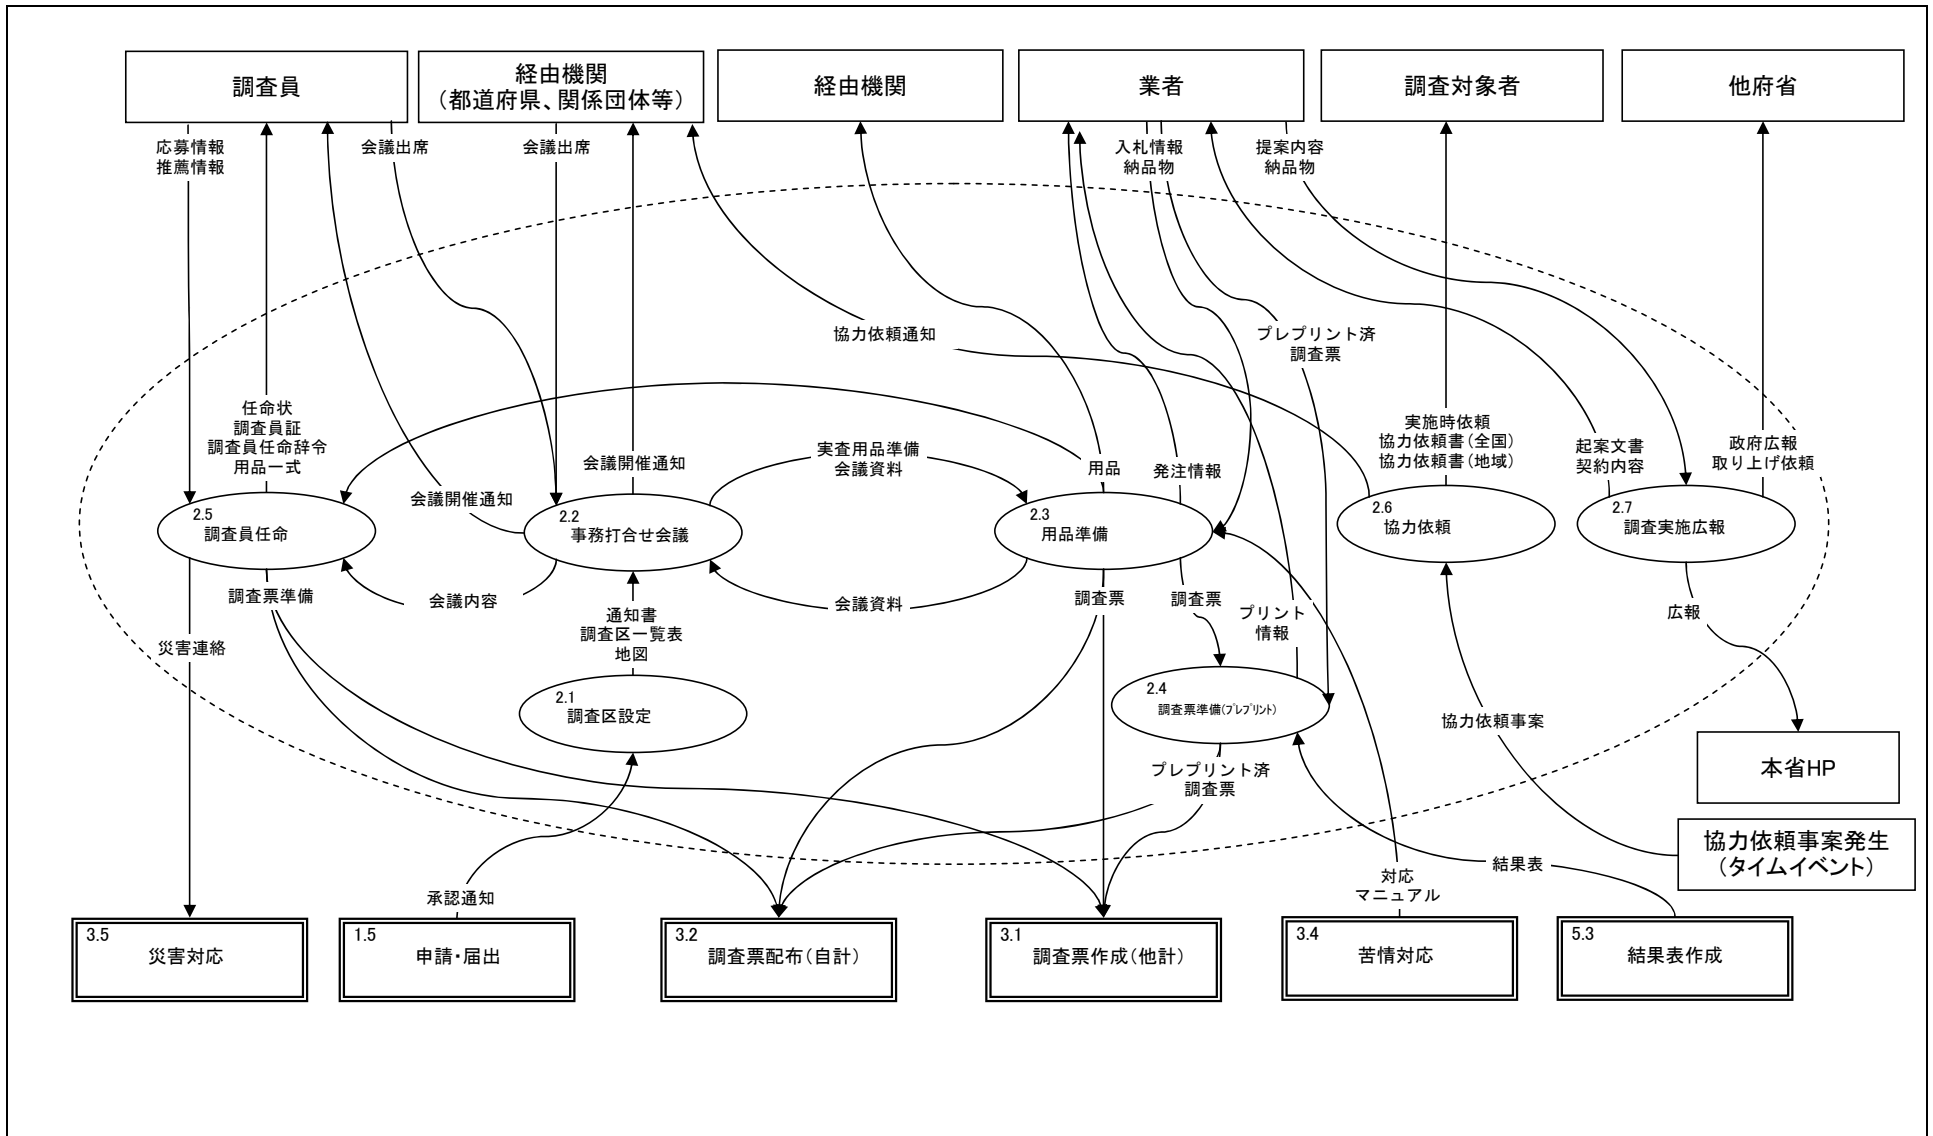 調査員
経由機関
(都道府県、関係団体等)
経由機関
業者
調査対象者
他府省
応募情報
推薦情報
会議出席
会議出席
入札情報
納品物
提案内容
納品物
協力依頼通知
プレプリント済
調査票
任命状
調査員証
調査員任命辞令
用品一式
会議開催通知
会議開催通知
実査用品準備
会議資料
用品
発注情報
実施時依頼
協力依頼書(全国)
協力依頼書(地域)
起案文書
契約内容
政府広報
取り上げ依頼
2.5
調査員任命
2.2
事務打合せ会議
2.3
用品準備
2.6
協力依頼
2.7
調査実施広報
調査票準備
会議内容
会議資料
調査票
調査票
プリント
情報
広報
災害連絡
通知書
調査区一覧表
地図
2.1
調査区設定
2.4
調査票準備(プレプリント)
協力依頼事案
プレプリント済
調査票
本省HP
協力依頼事案発生
(タイムイベント)
承認通知
対応
マニュアル
結果表
3.5
災害対応
1.5
申請・届出
3.2
調査票配布(自計)
3.1
調査票作成(他計)
3.4
苦情対応
5.3
結果表作成